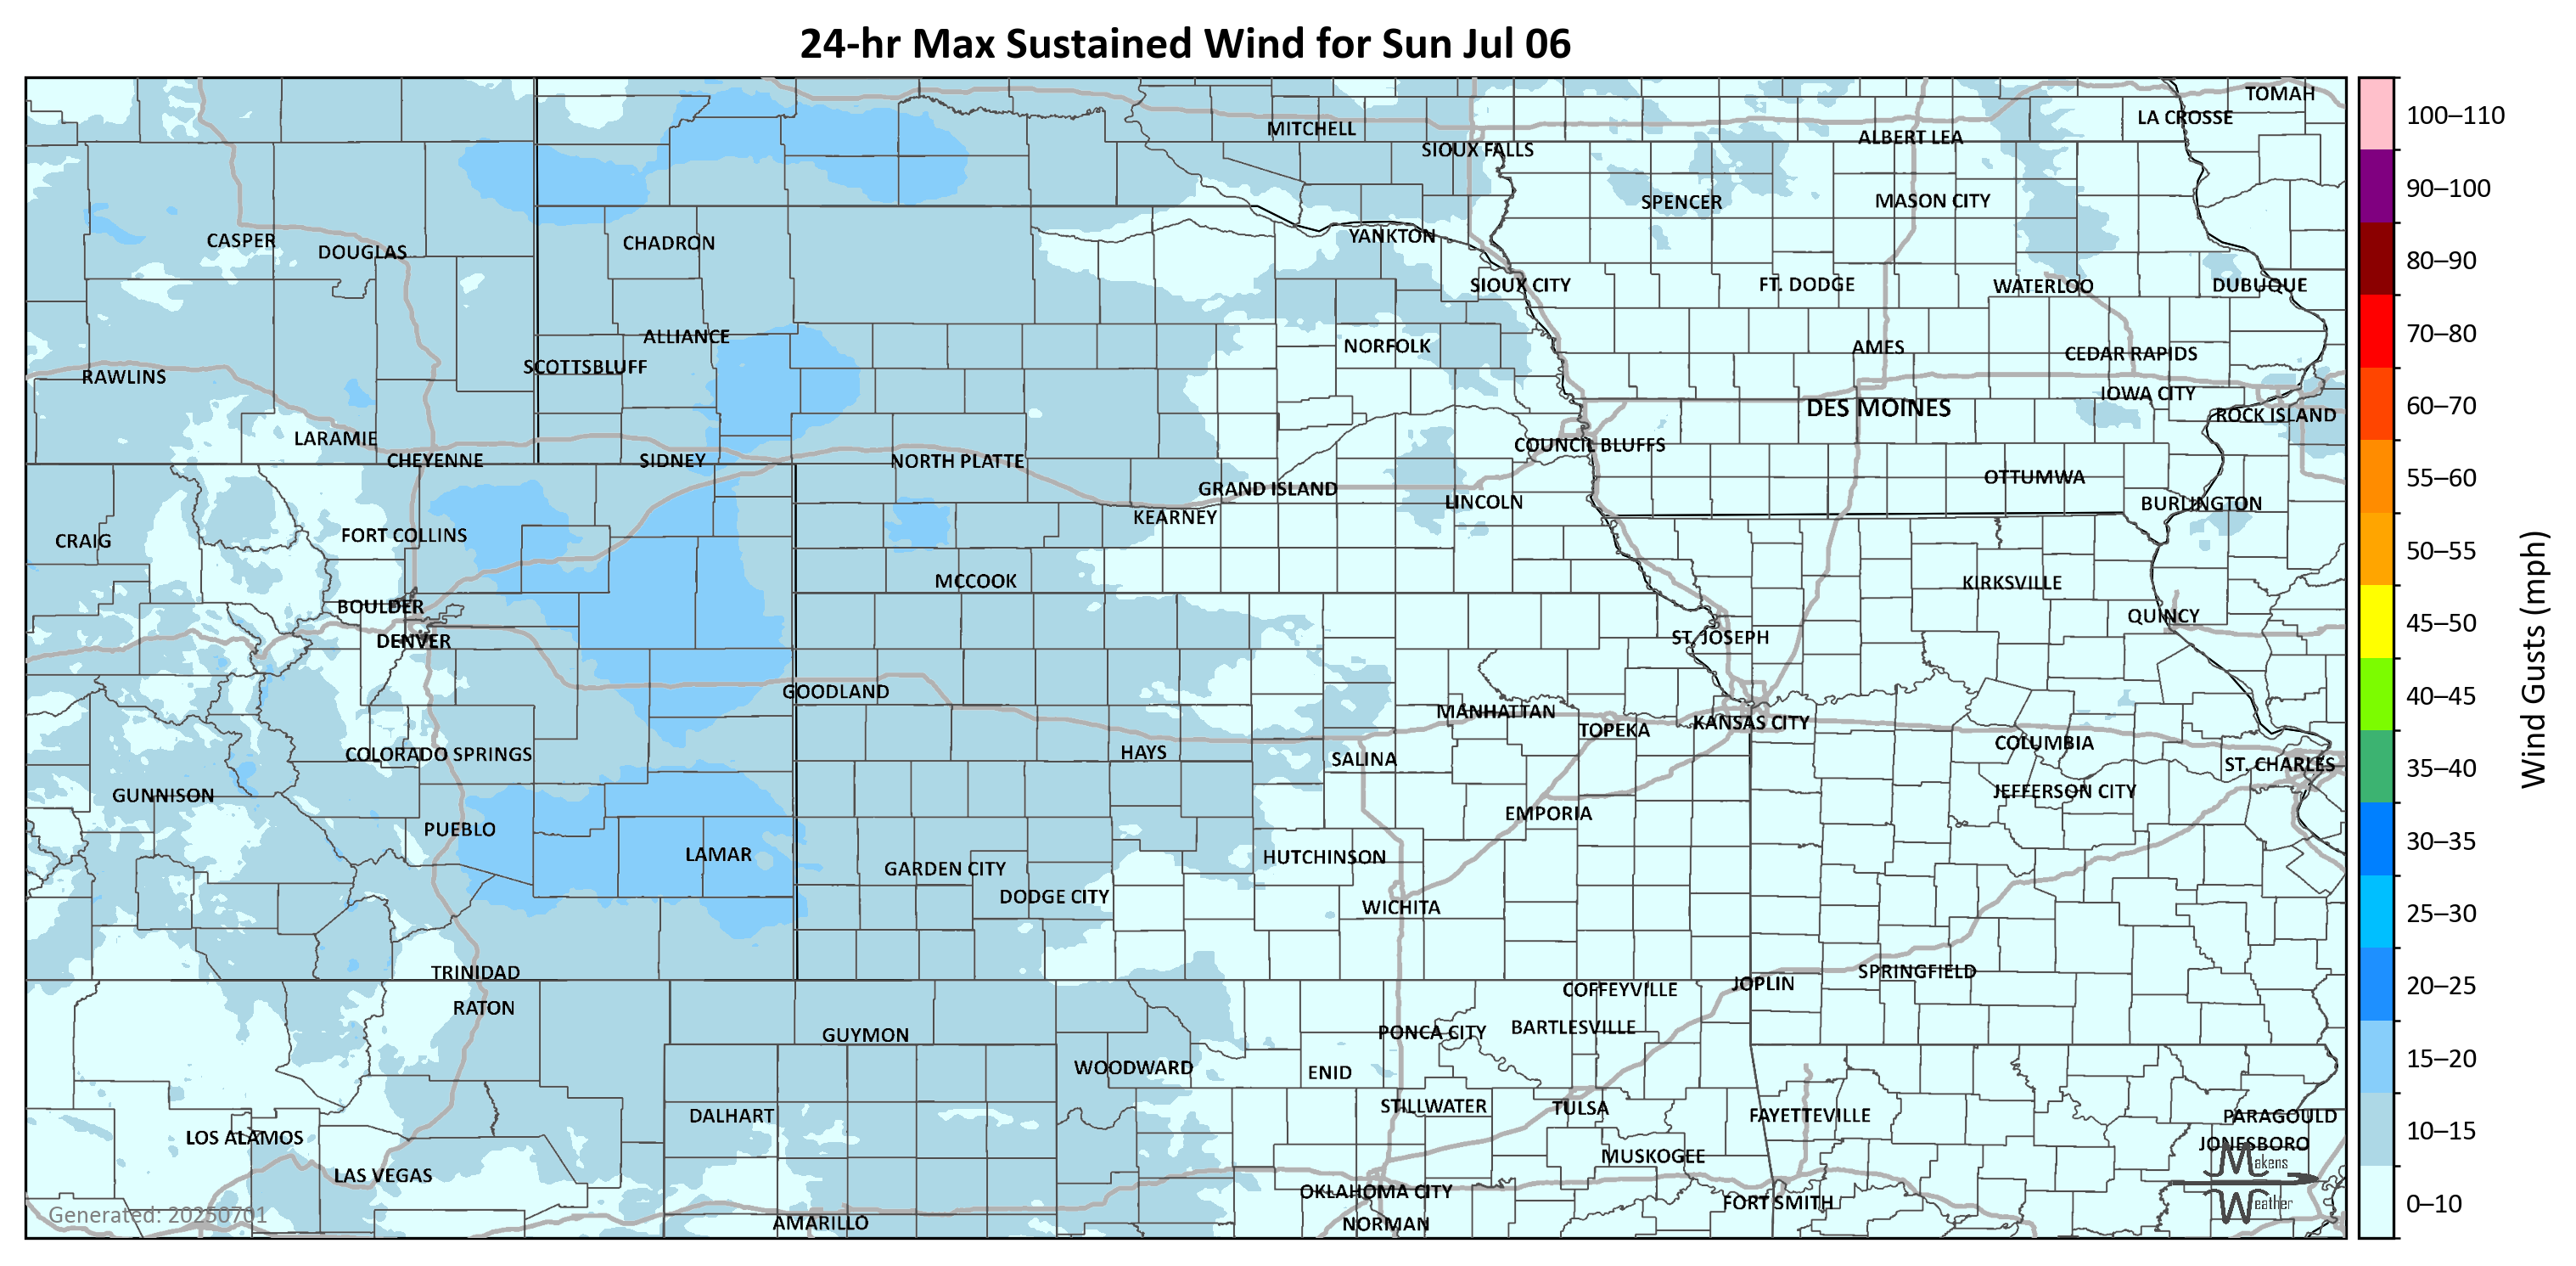 24-hr Max Sustained Wind for Sun Jul 06
TOMAH
LA CROSSE
MITCHELL
ALBERT LEA
SIOUX FALLS
SPENCER
MASON CITY
CASPER
DOUGLAS
CHADRON
YANKTON
SIOUX CITY
FT. DODGE
WATERLOO
DUBUQUE
ALLIANCE
NORFOLK
AMES
CEDAR RAPIDS
SCOTTSBLUFF
RAWLINS
IOWA CITY
DES MOINES
ROCK ISLAND
LARAMIE
COUNCIL BLUFFS
CHEYENNE
SIDNEY
NORTH PLATTE
OTTUMWA
GRAND ISLAND
LINCOLN
BURLINGTON
KEARNEY
FORT COLLINS
CRAIG
MCCOOK
KIRKSVILLE
BOULDER
QUINCY
DENVER
ST. JOSEPH
GOODLAND
MANHATTAN
KANSAS CITY
TOPEKA
COLUMBIA
COLORADO SPRINGS
HAYS
SALINA
ST. CHARLES
GUNNISON
JEFFERSON CITY
EMPORIA
PUEBLO
LAMAR
HUTCHINSON
GARDEN CITY
DODGE CITY
WICHITA
TRINIDAD
SPRINGFIELD
JOPLIN
COFFEYVILLE
RATON
BARTLESVILLE
GUYMON
PONCA CITY
WOODWARD
ENID
STILLWATER
TULSA
DALHART
FAYETTEVILLE
PARAGOULD
LOS ALAMOS
JONESBORO
MUSKOGEE
LAS VEGAS
OKLAHOMA CITY
FORT SMITH
AMARILLO
NORMAN
Generated: 20250701
Makens
Weather
100–110
90–100
80–90
70–80
60–70
55–60
50–55
45–50
40–45
35–40
30–35
25–30
20–25
15–20
10–15
0–10
Wind Gusts (mph)